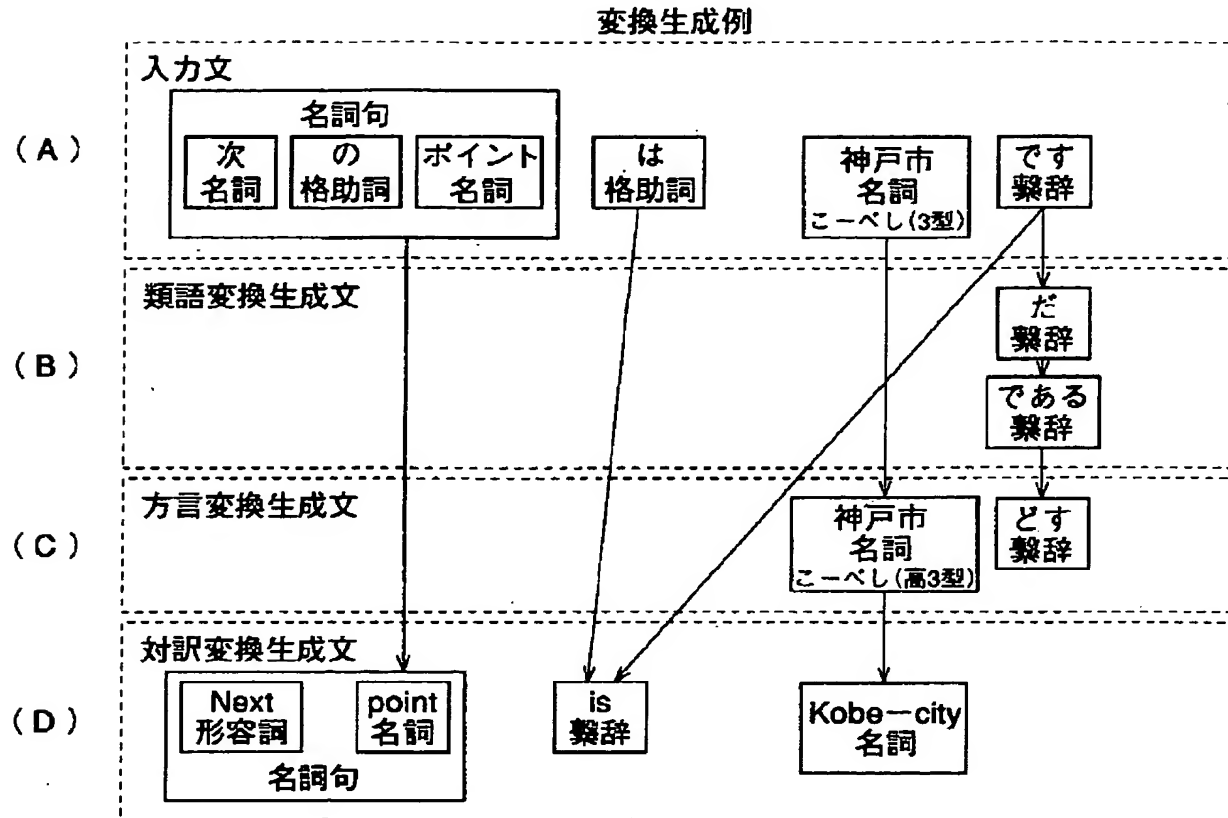 変換生成例
入力文
(A)
名詞句
次
名詞
の
格助詞
ポイント
名詞
は
格助詞
神戸市
名詞
こーべし(3型)
です
繋辞
類語変換生成文
(B)
だ
繋辞
である
繋辞
方言変換生成文
(C)
神戸市
名詞
こーべし(高3型)
どす
繋辞
対訳変換生成文
(D)
Next
形容詞
point
名詞
名詞句
is
繋辞
Kobe－city
名詞